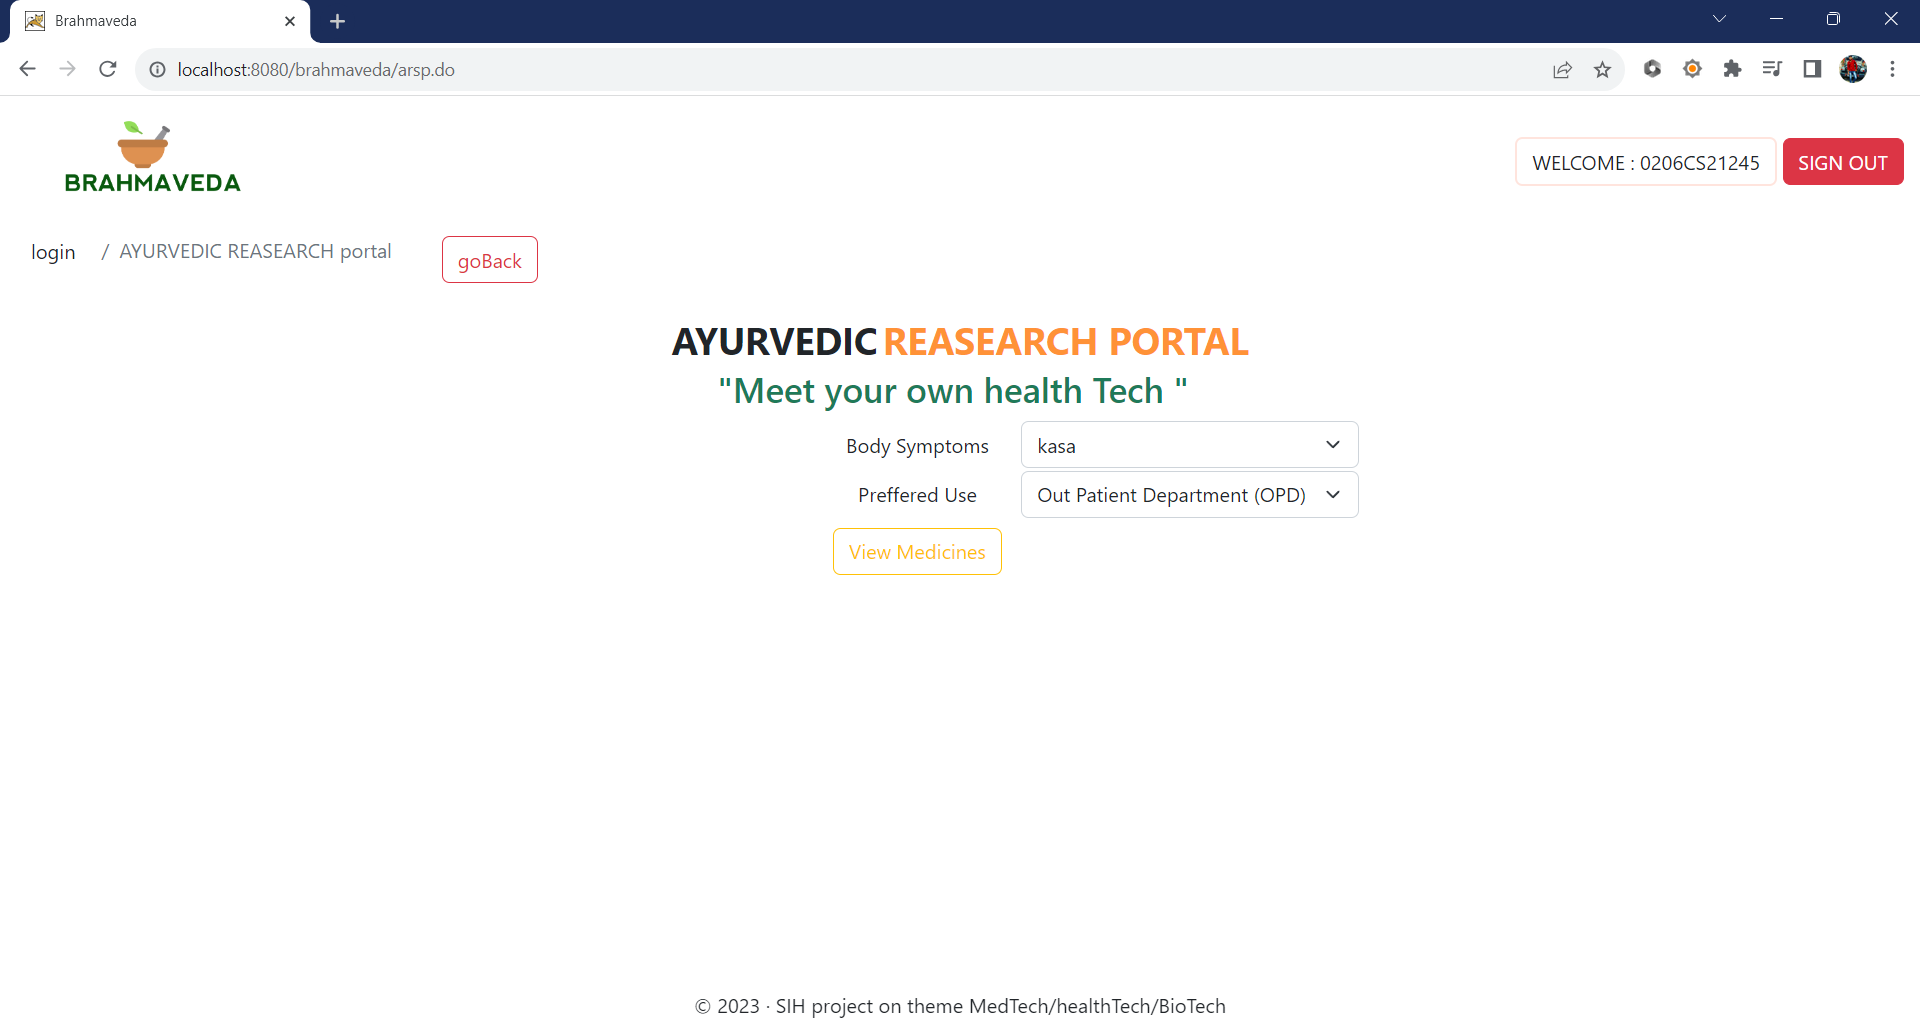 Brahmaveda
localhost:8080/brahmaveda/arsp.do
BRAHMAVEDA
WELCOME : 0206CS21245
SIGN OUT
login / AYURVEDIC REASEARCH portal
goBack
AYURVEDIC REASEARCH PORTAL
"Meet your own health Tech "
Body Symptoms
kasa
Preffered Use
Out Patient Department (OPD)
View Medicines
© 2023 · SIH project on theme MedTech/healthTech/BioTech